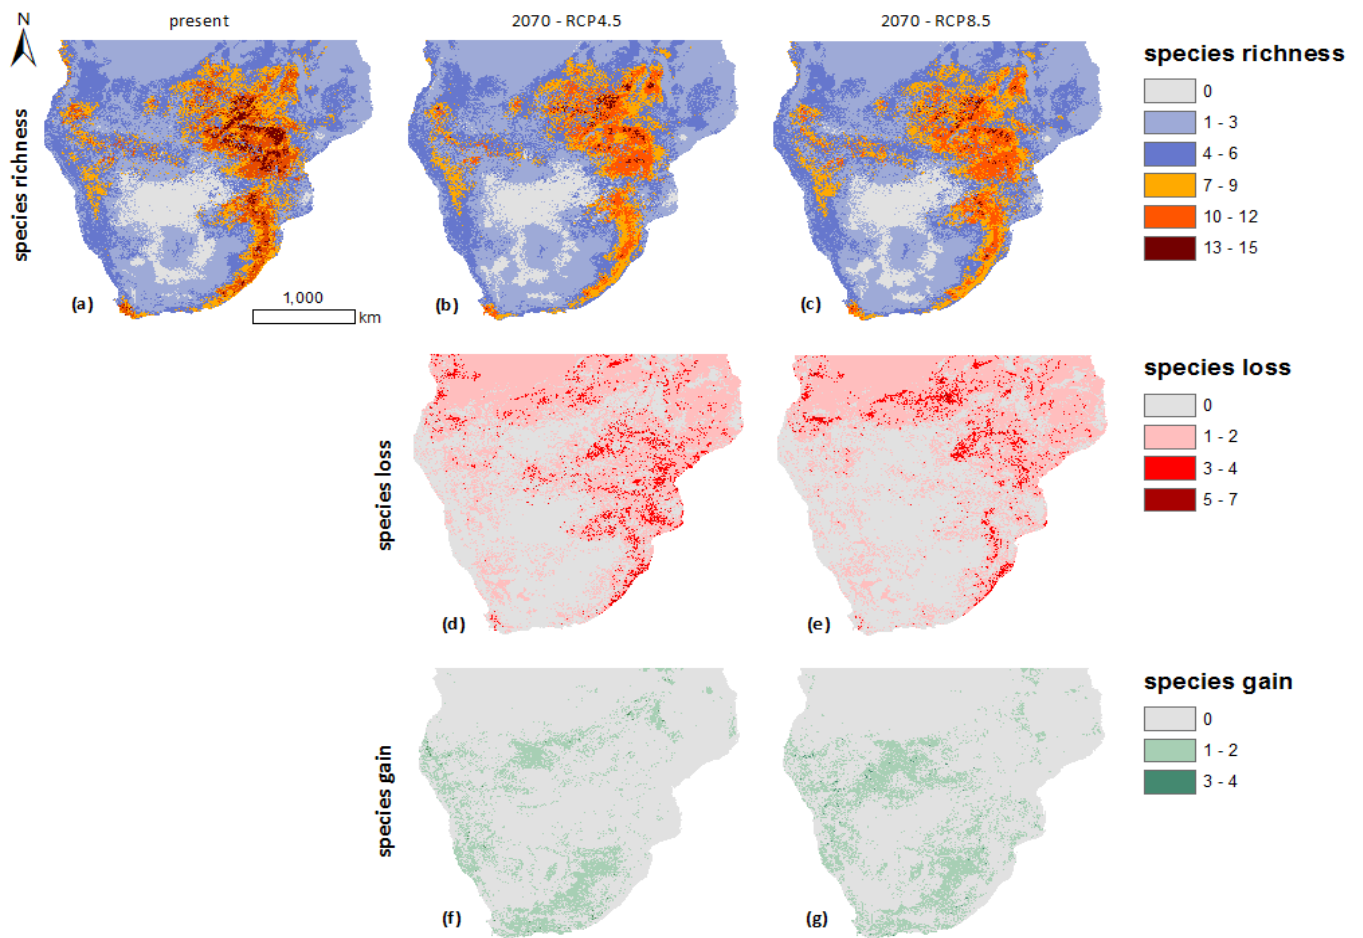 N
present
2070 - RCP4.5
2070 - RCP8.5
species richness
species richness
0
1 - 3
4 - 6
7 - 9
10 - 12
13 - 15
(a)
1,000
km
(b)
(c)
species loss
species loss
0
1 - 2
3 - 4
5 - 7
(d)
(e)
species gain
species gain
0
1 - 2
3 - 4
(f)
(g)